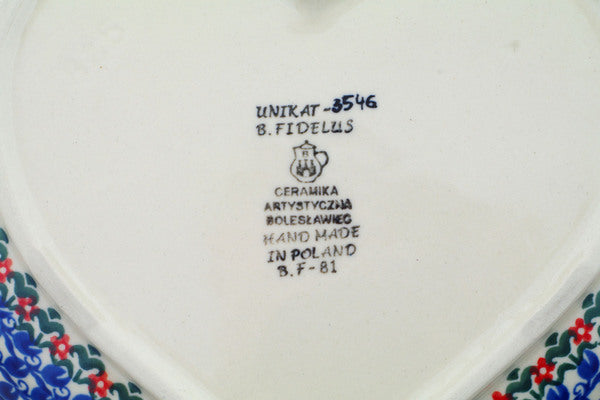 UNIKAT-3546
B. FIDELUS
CERAMIKA
ARTYSTYCZNA
BOLESŁAWIEC
HAND MADE
IN POLAND
B.F-81